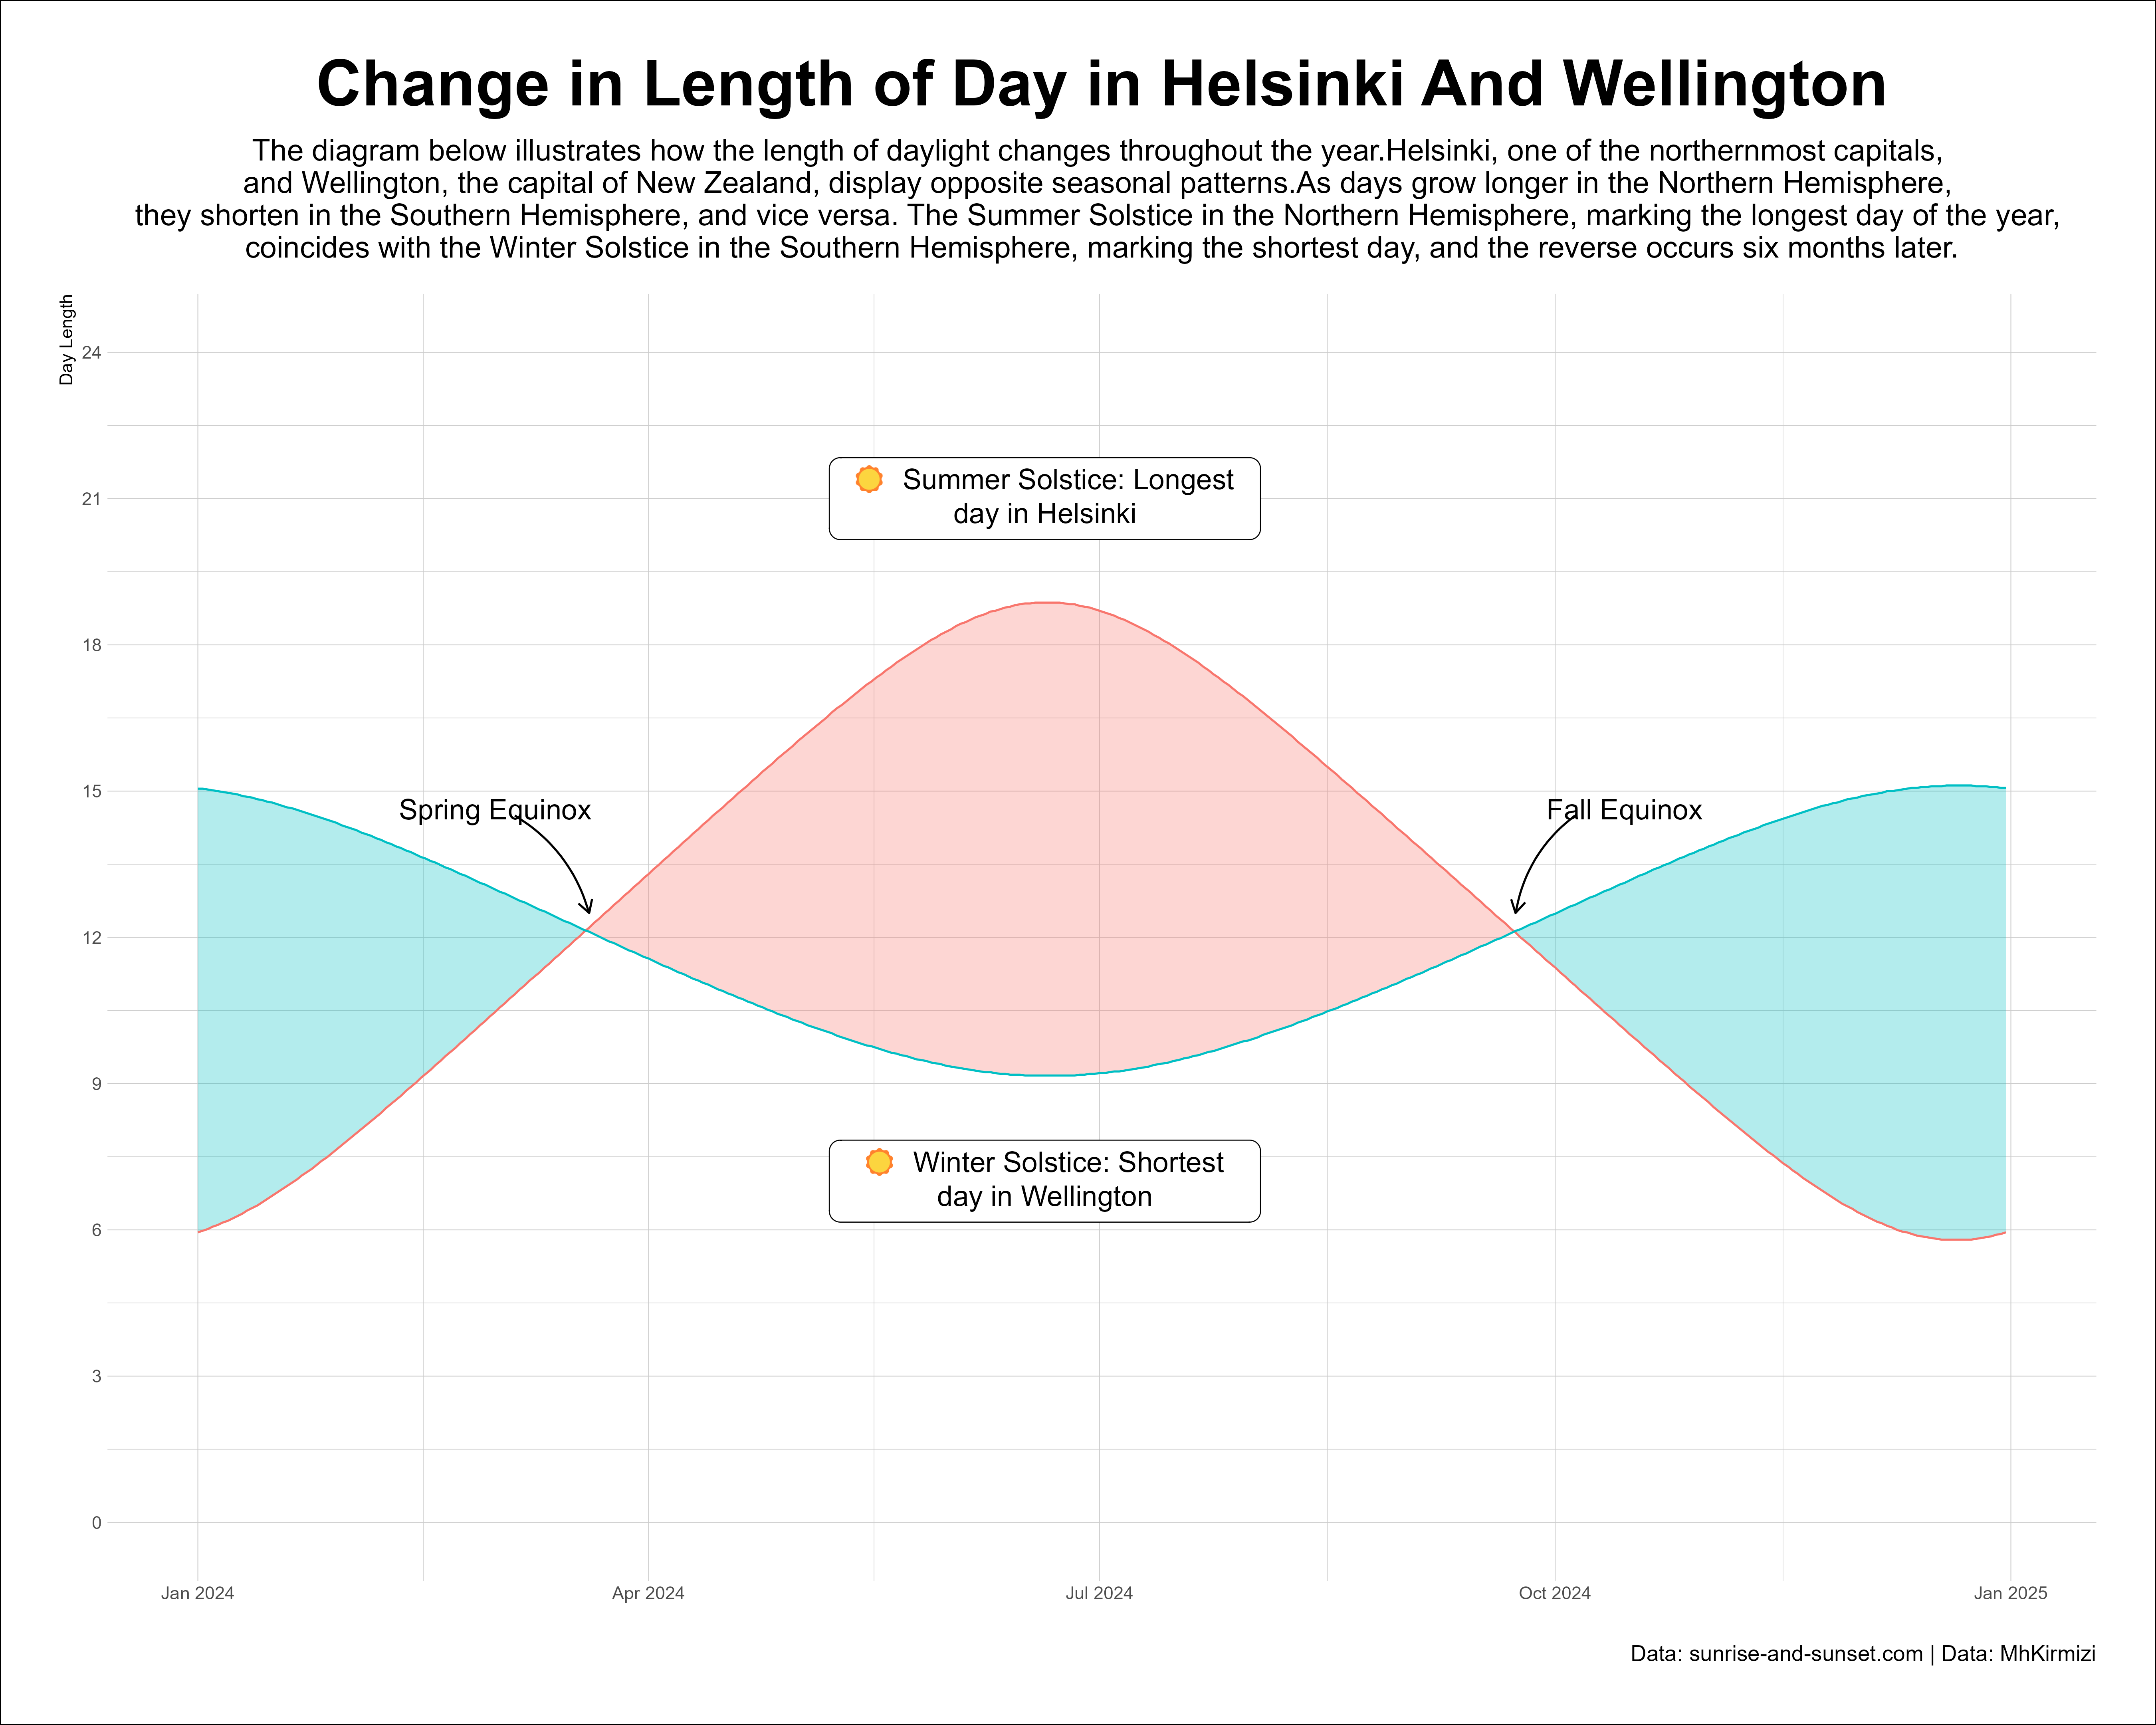 Change in Length of Day in Helsinki And Wellington
The diagram below illustrates how the length of daylight changes throughout the year.Helsinki, one of the northernmost capitals,
and Wellington, the capital of New Zealand, display opposite seasonal patterns.As days grow longer in the Northern Hemisphere,
they shorten in the Southern Hemisphere, and vice versa. The Summer Solstice in the Northern Hemisphere, marking the longest day of the year,
coincides with the Winter Solstice in the Southern Hemisphere, marking the shortest day, and the reverse occurs six months later.
Day Length
24
21
18
15
12
9
6
3
0
Summer Solstice: Longest
day in Helsinki
Spring Equinox
Fall Equinox
Winter Solstice: Shortest
day in Wellington
Jan 2024
Apr 2024
Jul 2024
Oct 2024
Jan 2025
Data: sunrise-and-sunset.com | Data: MhKirmizi